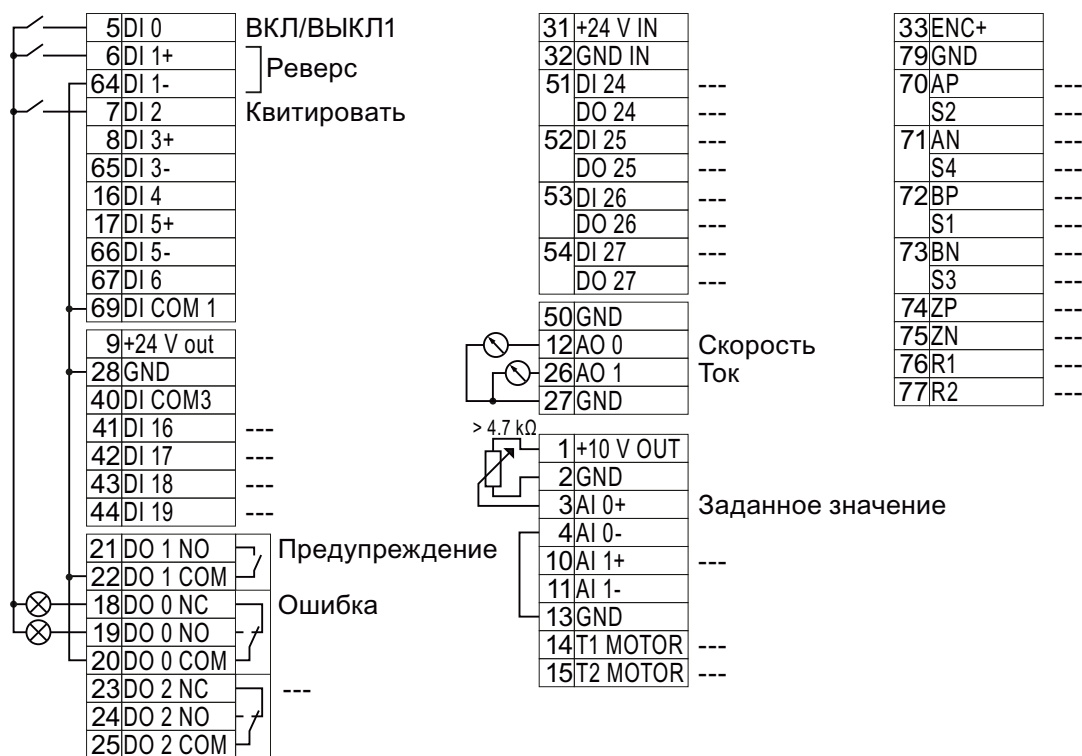 5 DI 0 ВКЛ/ВЫКЛ1
6 DI 1+
Реверс
64 DI 1-
7 DI 2 Квитировать
8 DI 3+
65 DI 3-
16 DI 4
17 DI 5+
66 DI 5-
67 DI 6
69 DI COM 1
9 +24 V out
28 GND
40 DI COM3
41 DI 16 ---
42 DI 17 ---
43 DI 18 ---
44 DI 19 ---
21 DO 1 NO Предупреждение
22 DO 1 COM
18 DO 0 NC Ошибка
19 DO 0 NO
20 DO 0 COM
23 DO 2 NC ---
24 DO 2 NO
25 DO 2 COM
31 +24 V IN
32 GND IN
51 DI 24 ---
DO 24 ---
52 DI 25 ---
DO 25 ---
53 DI 26 ---
DO 26 ---
54 DI 27 ---
DO 27 ---
50 GND
12 AO 0 Скорость
26 AO 1 Ток
27 GND
> 4.7 kΩ
1 +10 V OUT
2 GND
3 AI 0+ Заданное значение
4 AI 0-
10 AI 1+ ---
11 AI 1-
13 GND
14 T1 MOTOR ---
15 T2 MOTOR ---
33 ENC+
79 GND
70 AP ---
S2 ---
71 AN ---
S4 ---
72 BP ---
S1 ---
73 BN ---
S3 ---
74 ZP ---
75 ZN ---
76 R1 ---
77 R2 ---